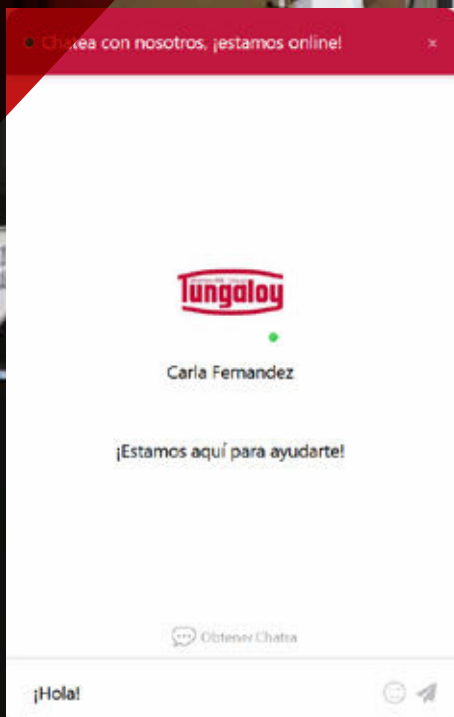 Chatea con nosotros, ¡estamos online!
×
Tungaloy
Carla Fernandez
¡Estamos aquí para ayudarte!
Obtener Chatra
¡Hola!